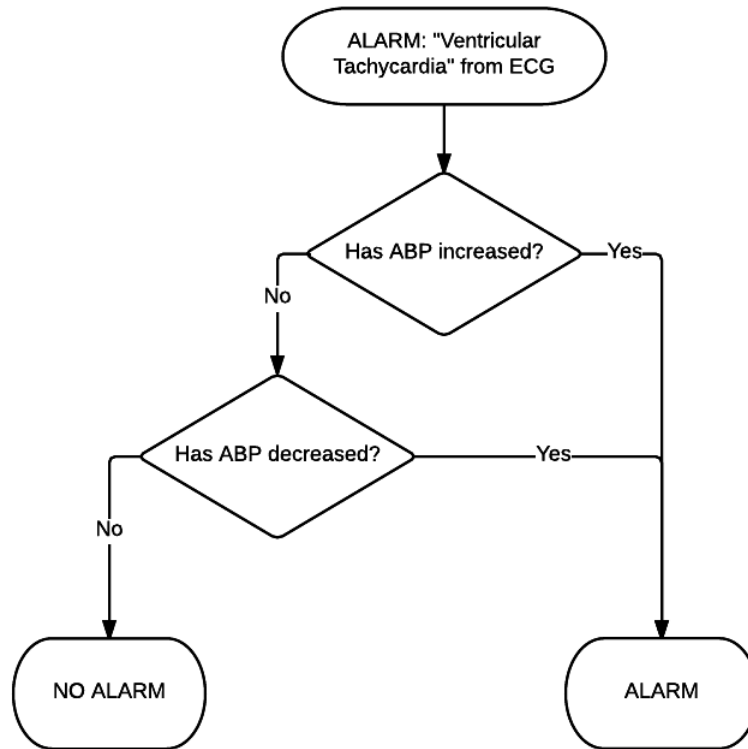 ALARM: "Ventricular
Tachycardia" from ECG
Has ABP increased?
Yes
No
Has ABP decreased?
Yes
No
NO ALARM
ALARM